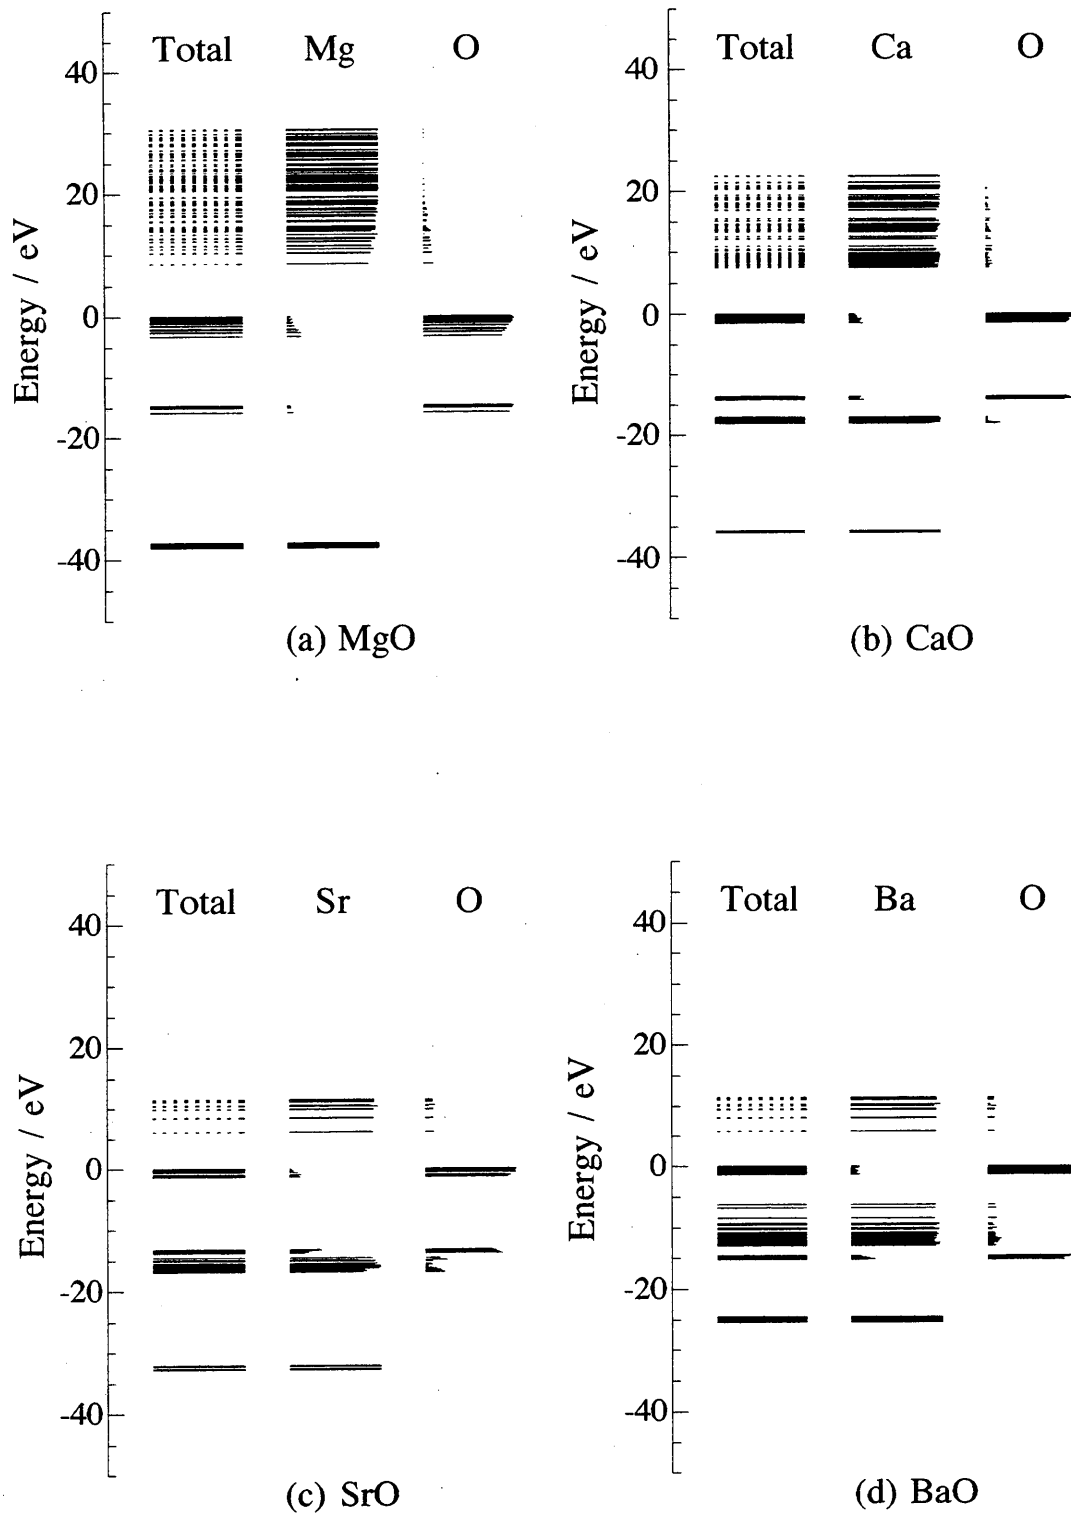 Total Mg O
40
20
0
-20
-40
Energy / eV
(a) MgO
Total Ca O
40
20
0
-20
-40
Energy / eV
(b) CaO
Total Sr O
40
20
0
-20
-40
Energy / eV
(c) SrO
Total Ba O
40
20
0
-20
-40
Energy / eV
(d) BaO